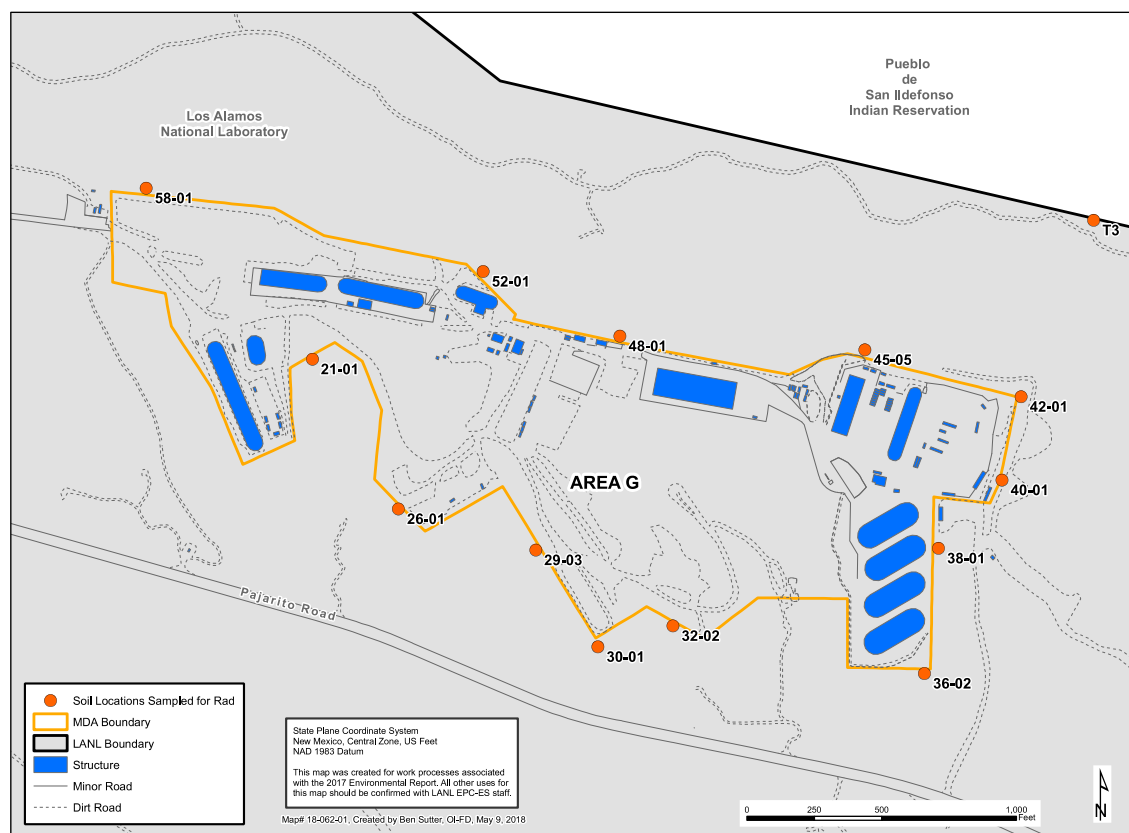 Pueblo
de
San Ildefonso
Indian Reservation
Los Alamos
National Laboratory
58-01
T3
52-01
48-01
45-05
21-01
42-01
AREA G
40-01
26-01
29-03
38-01
Pajarito Road
32-02
30-01
36-02
Soil Locations Sampled for Rad
MDA Boundary
LANL Boundary
Structure
Minor Road
Dirt Road
State Plane Coordinate System
New Mexico, Central Zone, US Feet
NAD 1983 Datum
This map was created for work processes associated
with the 2017 Environmental Report. All other uses for
this map should be confirmed with LANL EPC-ES staff.
Map# 18-062-01, Created by Ben Sutter, OI-FD, May 9, 2018
0 250 500 1,000
Feet
N